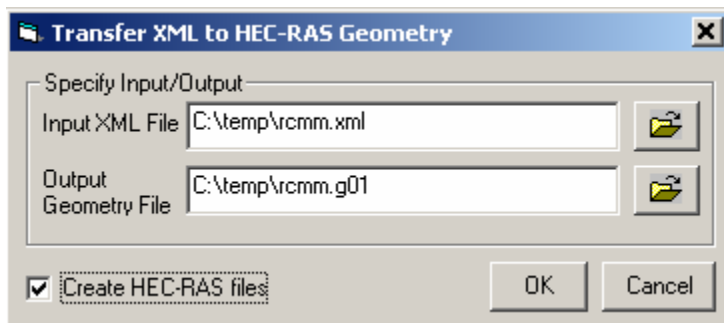 Transfer XML to HEC-RAS Geometry
Specify Input/Output
Input XML File C:\temp\rcmm.xml
Output
Geometry File C:\temp\rcmm.g01
Create HEC-RAS files OK Cancel